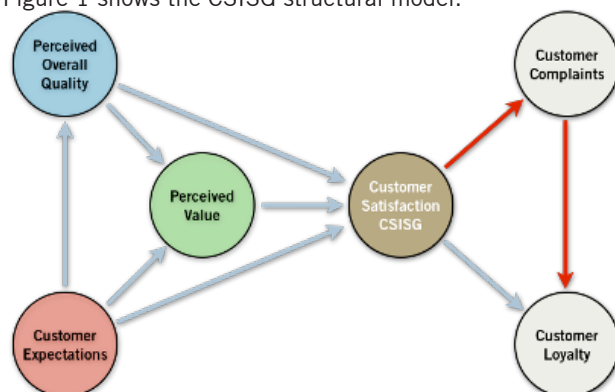 Figure 1 shows the CSISG structural model.
Perceived
Overall
Quality
Customer
Complaints
Perceived
Value
Customer
Satisfaction
CSISG
Customer
Expectations
Customer
Loyalty